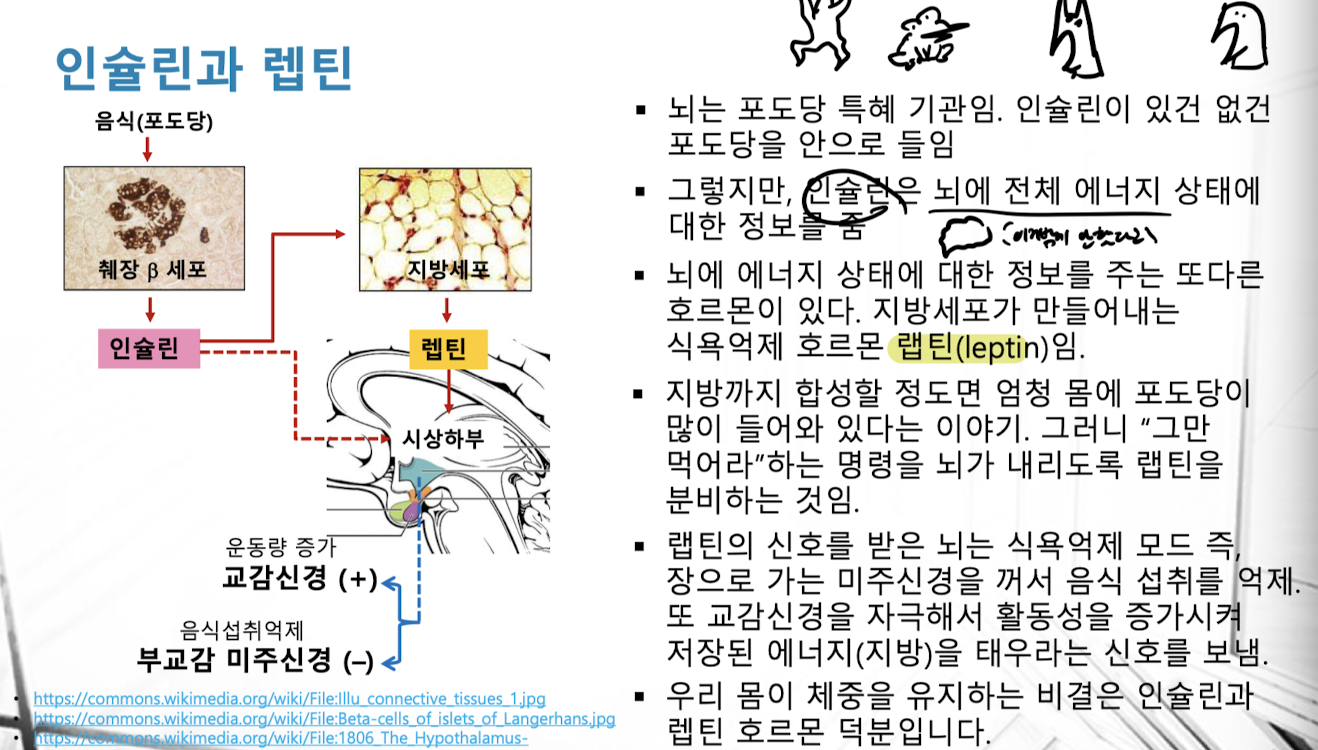 인슐린과 렙틴
음식(포도당)
췌장 β 세포
지방세포
인슐린
렙틴
시상하부
운동량 증가
교감신경 (+)
음식섭취억제
부교감 미주신경 (–)
• https://commons.wikimedia.org/wiki/File:Illu_connective_tissues_1.jpg
• https://commons.wikimedia.org/wiki/File:Beta-cells_of_islets_of_Langerhans.jpg
• https://commons.wikimedia.org/wiki/File:1806_The_Hypothalamus-
▪ 뇌는 포도당 특혜 기관임. 인슐린이 있건 없건
포도당을 안으로 들임
▪ 그렇지만, 인슐린은 뇌에 전체 에너지 상태에
대한 정보를 줌
▪ 뇌에 에너지 상태에 대한 정보를 주는 또다른
호르몬이 있다. 지방세포가 만들어내는
식욕억제 호르몬 랩틴(leptin)임.
▪ 지방까지 합성할 정도면 엄청 몸에 포도당이
많이 들어와 있다는 이야기. 그러니 “그만
먹어라”하는 명령을 뇌가 내리도록 랩틴을
분비하는 것임.
▪ 랩틴의 신호를 받은 뇌는 식욕억제 모드 즉,
장으로 가는 미주신경을 꺼서 음식 섭취를 억제.
또 교감신경을 자극해서 활동성을 증가시켜
저장된 에너지(지방)을 태우라는 신호를 보냄.
▪ 우리 몸이 체중을 유지하는 비결은 인슐린과
렙틴 호르몬 덕분입니다.